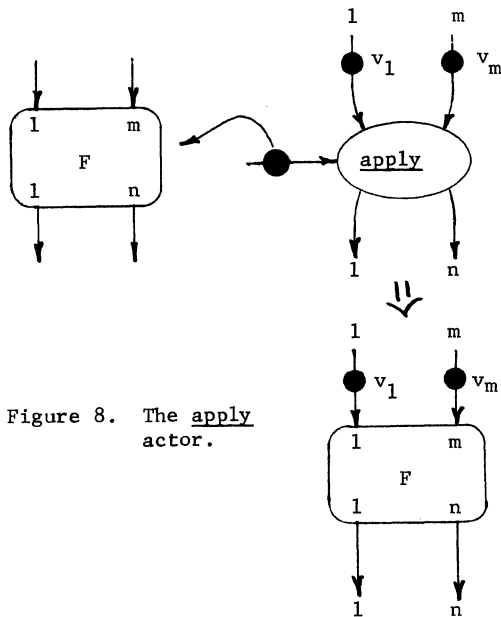 1 m
v1 vm
1 m
F
1 n
apply
1 n
1 m
v1 vm
Figure 8. The apply
actor.
1 m
F
1 n
1 n